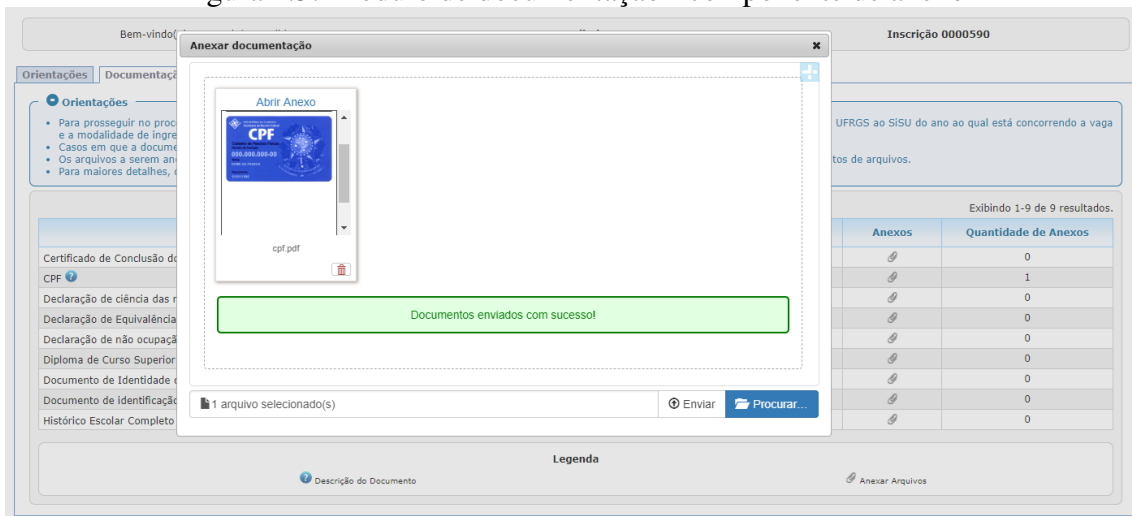 Bem-vindo(
Inscrição 0000590
Anexar documentação
Orientações
Documentaçã
Orientações
Para prosseguir no proc
UFRGS ao SiSU do ano ao qual está concorrendo a vaga
e a modalidade de ingre
Casos em que a docume
Os arquivos a serem an
tos de arquivos.
Para maiores detalhes,
Abrir Anexo
CPF
000.000.000-00
cpf.pdf
Documentos enviados com sucesso!
1 arquivo selecionado(s)
Enviar
Procurar...
Exibindo 1-9 de 9 resultados.
Anexos
Quantidade de Anexos
Certificado de Conclusão do
0
CPF
1
Declaração de ciência das
0
Declaração de Equivalência
0
Declaração de não ocupaçã
0
Diploma de Curso Superior
0
Documento de Identidade
0
Documento de identificaçã
0
Histórico Escolar Completo
0
Legenda
Descrição do Documento
Anexar Arquivos